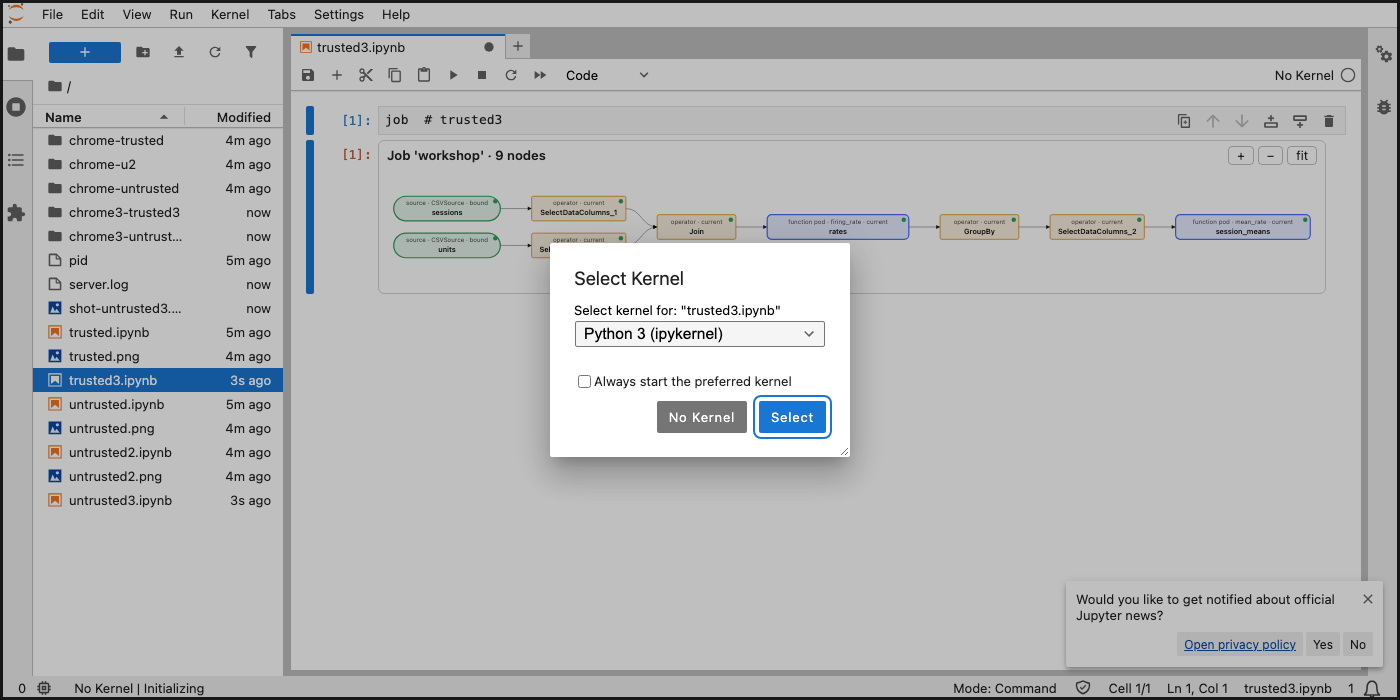 File Edit View Run Kernel Tabs Settings Help
+
/
Name Modified
chrome-trusted 4m ago
chrome-u2 4m ago
chrome-untrusted 4m ago
chrome3-trusted3 now
chrome3-untrust... now
pid 5m ago
server.log now
shot-untrusted3.... now
trusted.ipynb 5m ago
trusted.png 4m ago
trusted3.ipynb 3s ago
untrusted.ipynb 5m ago
untrusted.png 4m ago
untrusted2.ipynb 4m ago
untrusted2.png 4m ago
untrusted3.ipynb 3s ago
trusted3.ipynb
Code No Kernel
[1]: job # trusted3
[1]: Job 'workshop' · 9 nodes + − fit
source · CSVSource · bound
sessions
operator · current
SelectDataColumns_1
source · CSVSource · bound
units
operator · current
operator · current
Join
function pod · firing_rate · current
rates
operator · current
GroupBy
operator · current
SelectDataColumns_2
function pod · mean_rate · current
session_means
Select Kernel
Select kernel for: "trusted3.ipynb"
Python 3 (ipykernel)
Always start the preferred kernel
No Kernel Select
Would you like to get notified about official
Jupyter news?
Open privacy policy Yes No
0 No Kernel | Initializing Mode: Command Cell 1/1 Ln 1, Col 1 trusted3.ipynb 1